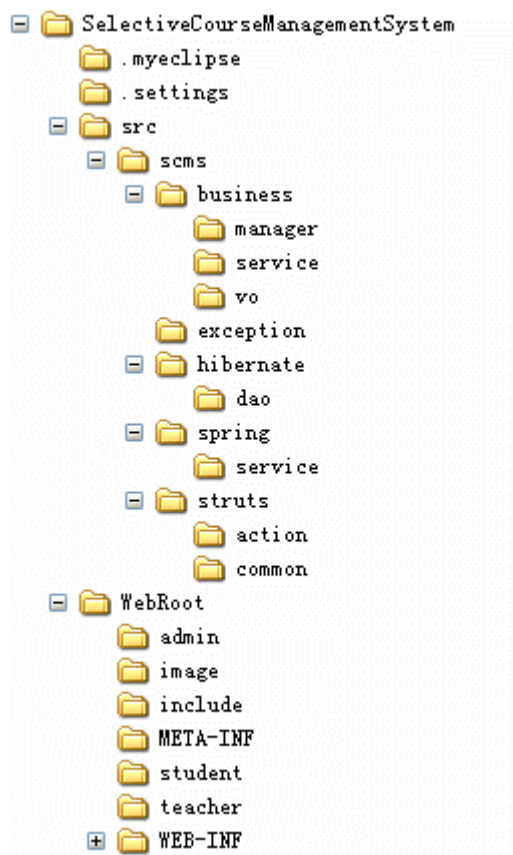 SelectiveCourseManagementSystem
.myeclipse
.settings
src
scms
business
manager
service
vo
exception
hibernate
dao
spring
service
struts
action
common
WebRoot
admin
image
include
META-INF
student
teacher
WEB-INF